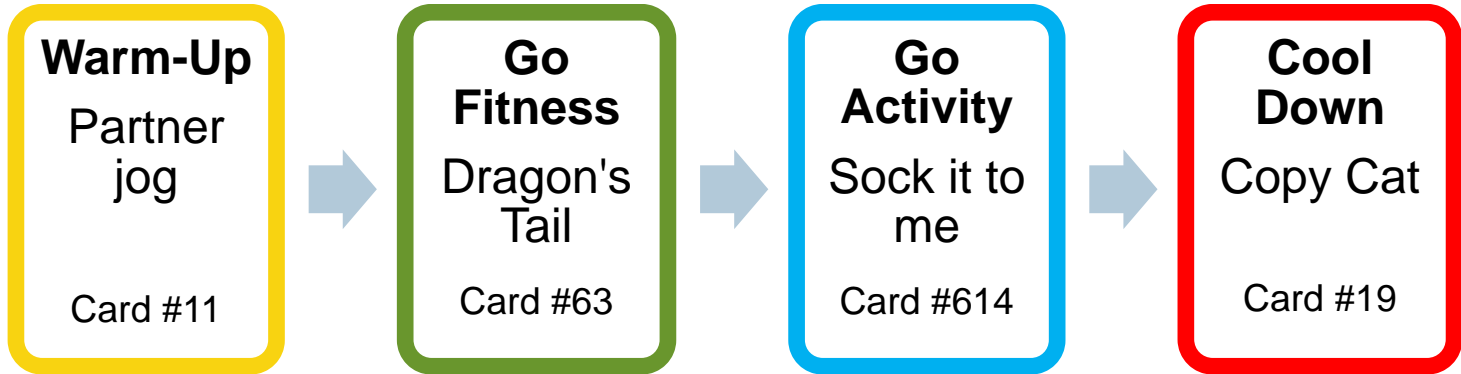 Warm-Up
Partner
jog
Card #11
Go
Fitness
Dragon's
Tail
Card #63
Go
Activity
Sock it to
me
Card #614
Cool
Down
Copy Cat
Card #19